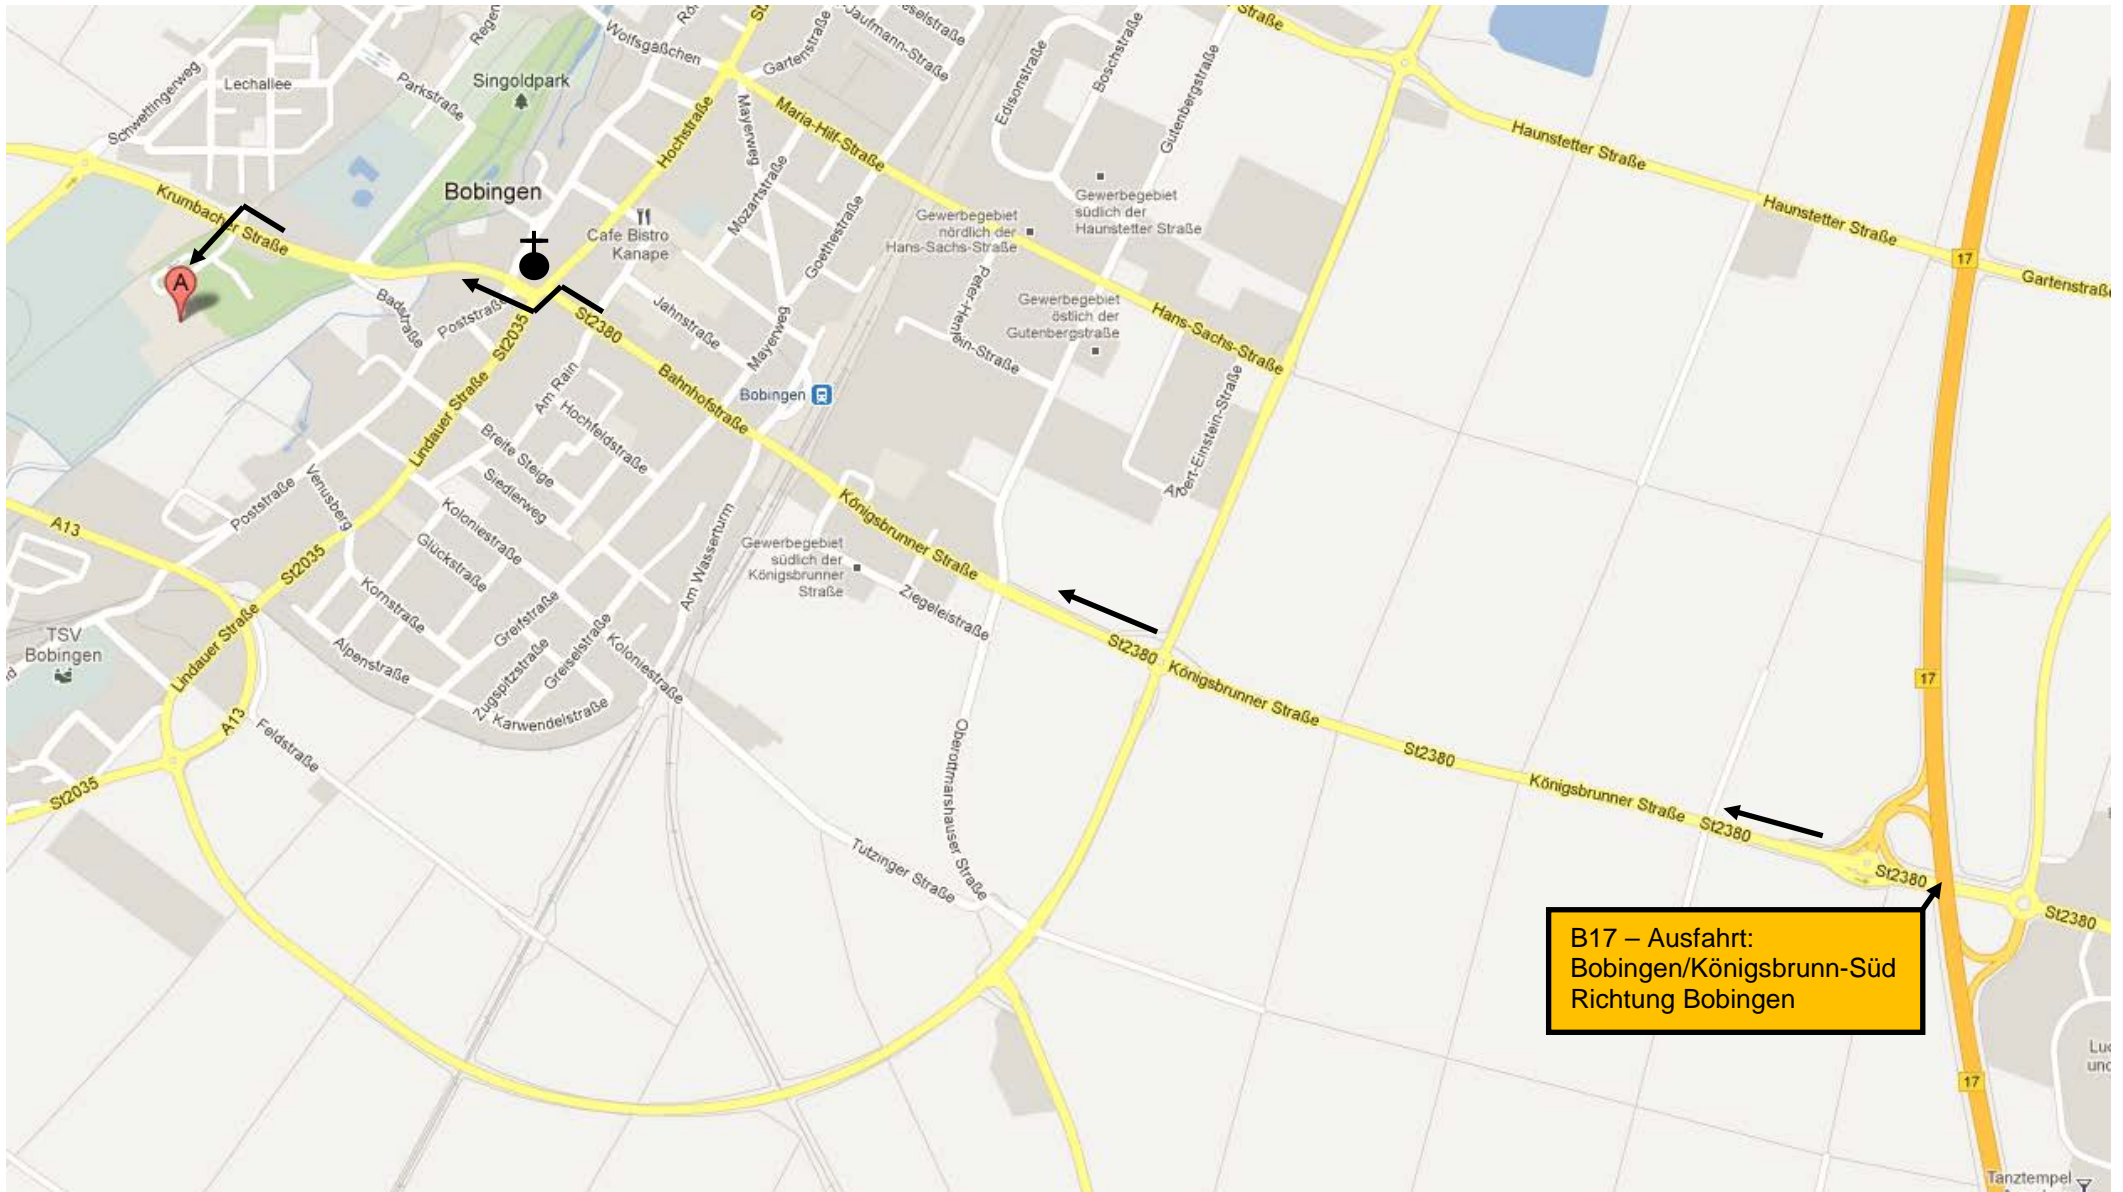 Straße
Wolfsgäßchen
Gartenstraße
Jaufmann-Straße
Edisonstraße
Boschstraße
Gutenbergstraße
Schwettingerweg
Lechallee
Parkstraße
Singoldpark
Hochstraße
Mayerweg
Maria-Hilf-Straße
Haunstetter Straße
Haunstetter Straße
17
Gartenstraße
Krumbacher Straße
Bobingen
Mozartstraße
Goethestraße
Cafe Bistro
Kanape
Gewerbegebiet
nördlich der
Hans-Sachs-Straße
Gewerbegebiet
südlich der
Haunstetter Straße
A
Badstraße
Poststraße
St2035
St2380
Jahnstraße
Mayerweg
Peter-Henlein-Straße
Gewerbegebiet
östlich der
Gutenbergstraße
Hans-Sachs-Straße
Lindauer Straße
Am Rain
Bahnhofstraße
Bobingen
Albert-Einstein-Straße
Hochfeldstraße
Breite Steige
Siedlerweg
Venusberg
Poststraße
A13
Koloniestraße
Glückstraße
Königsbrunner Straße
Am Wasserturm
Gewerbegebiet
südlich der
Königsbrunner
Straße
Ziegeleistraße
St2035
Kornstraße
Greifstraße
Lindauer Straße
TSV
Bobingen
Alpenstraße
Zugspitzstraße
Greiselstraße
Koloniestraße
Karwendelstraße
St2380
Königsbrunner Straße
17
A13
Feldstraße
St2035
Oberottmarshauser Straße
St2380
Königsbrunner Straße
St2380
Tutzinger Straße
St2380
St2380
B17 – Ausfahrt:
Bobingen/Königsbrunn-Süd
Richtung Bobingen
17
Tanztempel